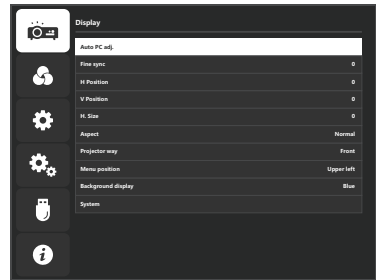 Display
Auto PC adj.
Fine sync 0
H Position 0
V Position 0
H. Size 0
Aspect Normal
Projector way Front
Menu position Upper left
Background display Blue
System